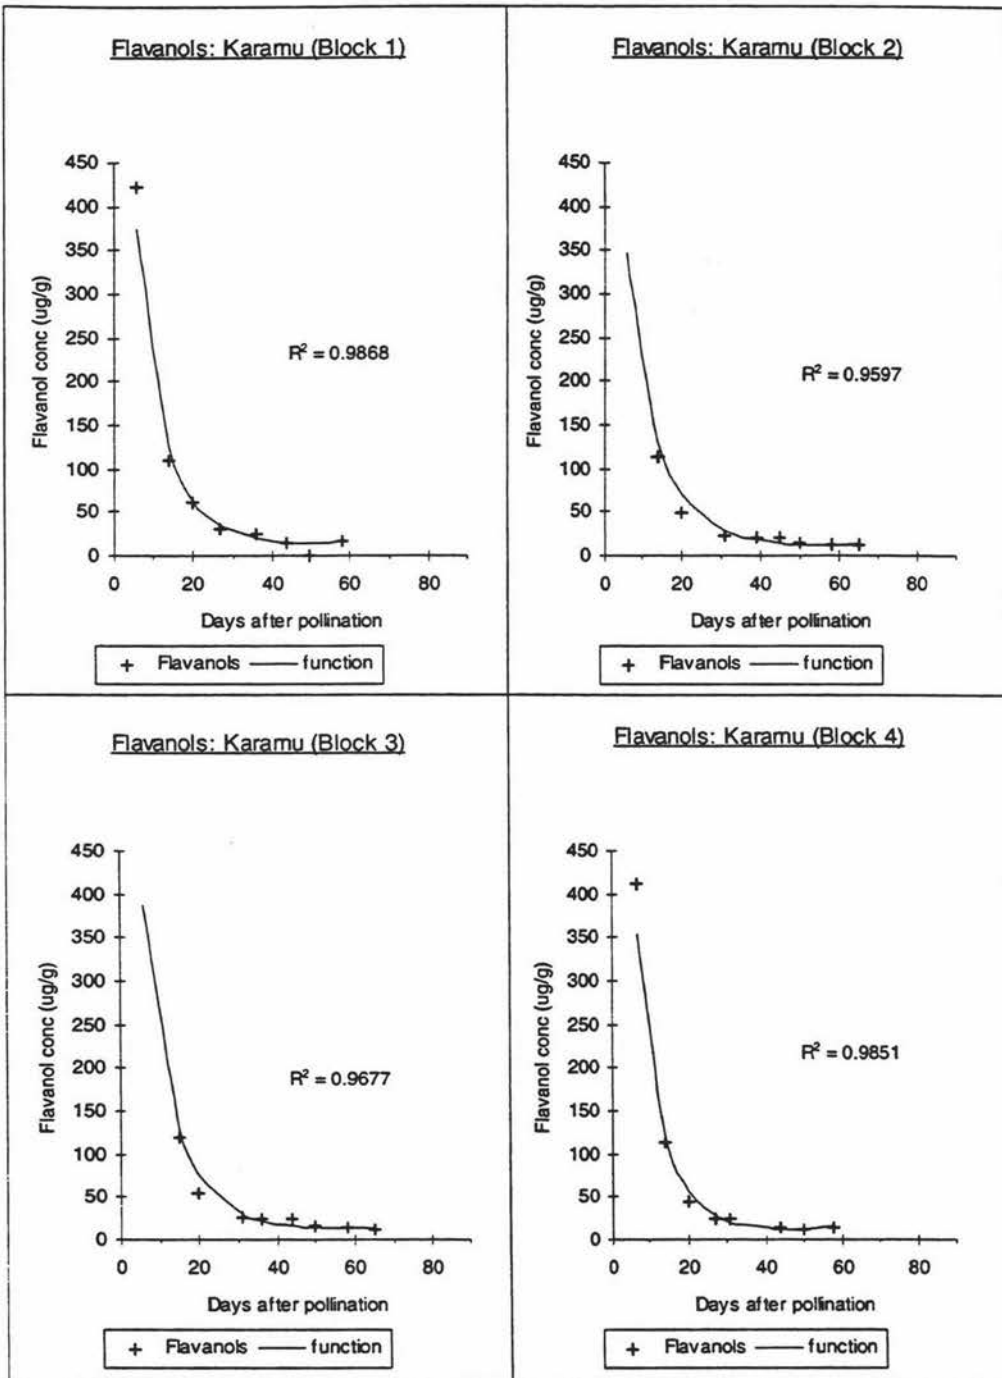 Flavanols: Karamu (Block 1)
450
400
350
300
250
200
150
100
50
0
Flavanol conc (ug/g)
R² = 0.9868
0 20 40 60 80
Days after pollination
+ Flavanols — function
Flavanols: Karamu (Block 2)
450
400
350
300
250
200
150
100
50
0
Flavanol conc (ug/g)
R² = 0.9597
0 20 40 60 80
Days after pollination
+ Flavanols — function
Flavanols: Karamu (Block 3)
450
400
350
300
250
200
150
100
50
0
Flavanol conc (ug/g)
R² = 0.9677
0 20 40 60 80
Days after pollination
+ Flavanols — function
Flavanols: Karamu (Block 4)
450
400
350
300
250
200
150
100
50
0
Flavanol conc (ug/g)
R² = 0.9851
0 20 40 60 80
Days after pollination
+ Flavanols — function